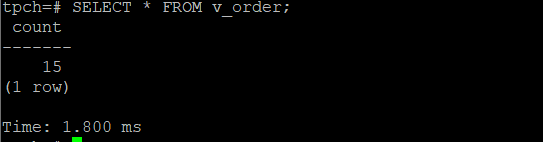 tpch=# SELECT * FROM v_order;
count
-------
15
(1 row)
Time: 1.800 ms